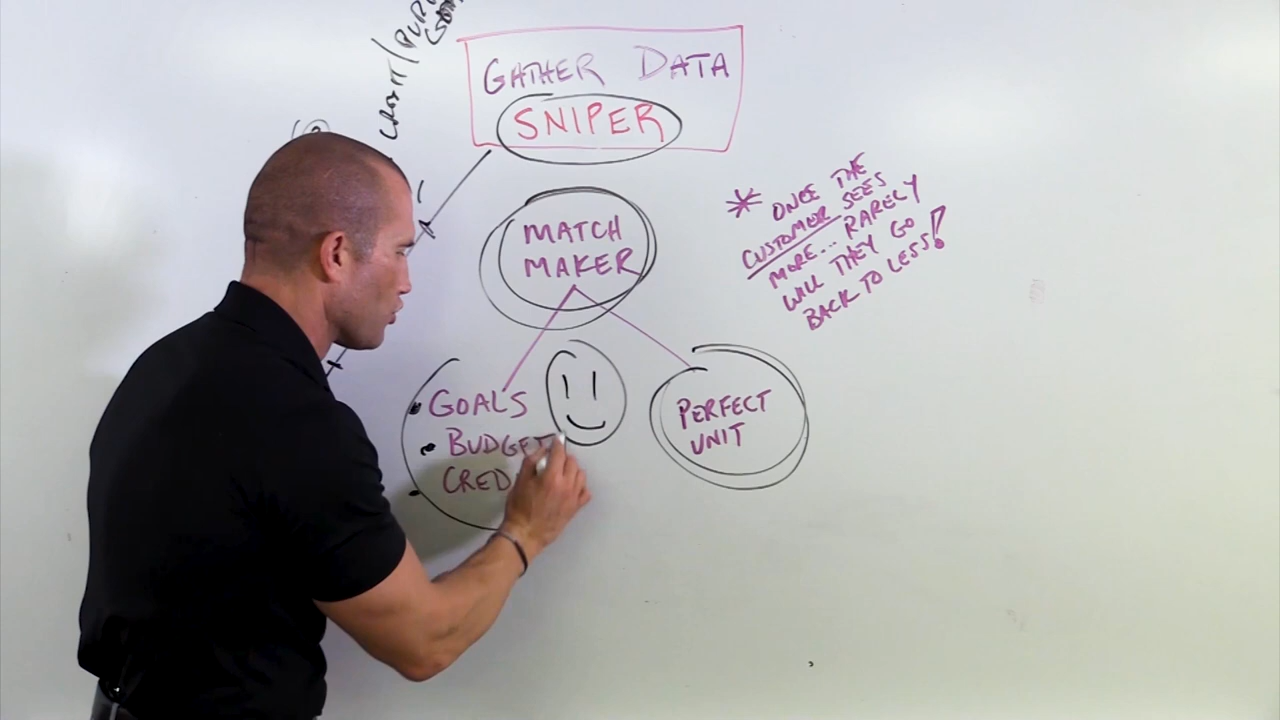 GATHER DATA
SNIPER
MATCH
MAKER
* ONCE THE
CUSTOMER SEES
MORE... RARELY
WILL THEY GO
BACK TO LESS!
GOALS
• BUDGET
PERFECT
UNIT